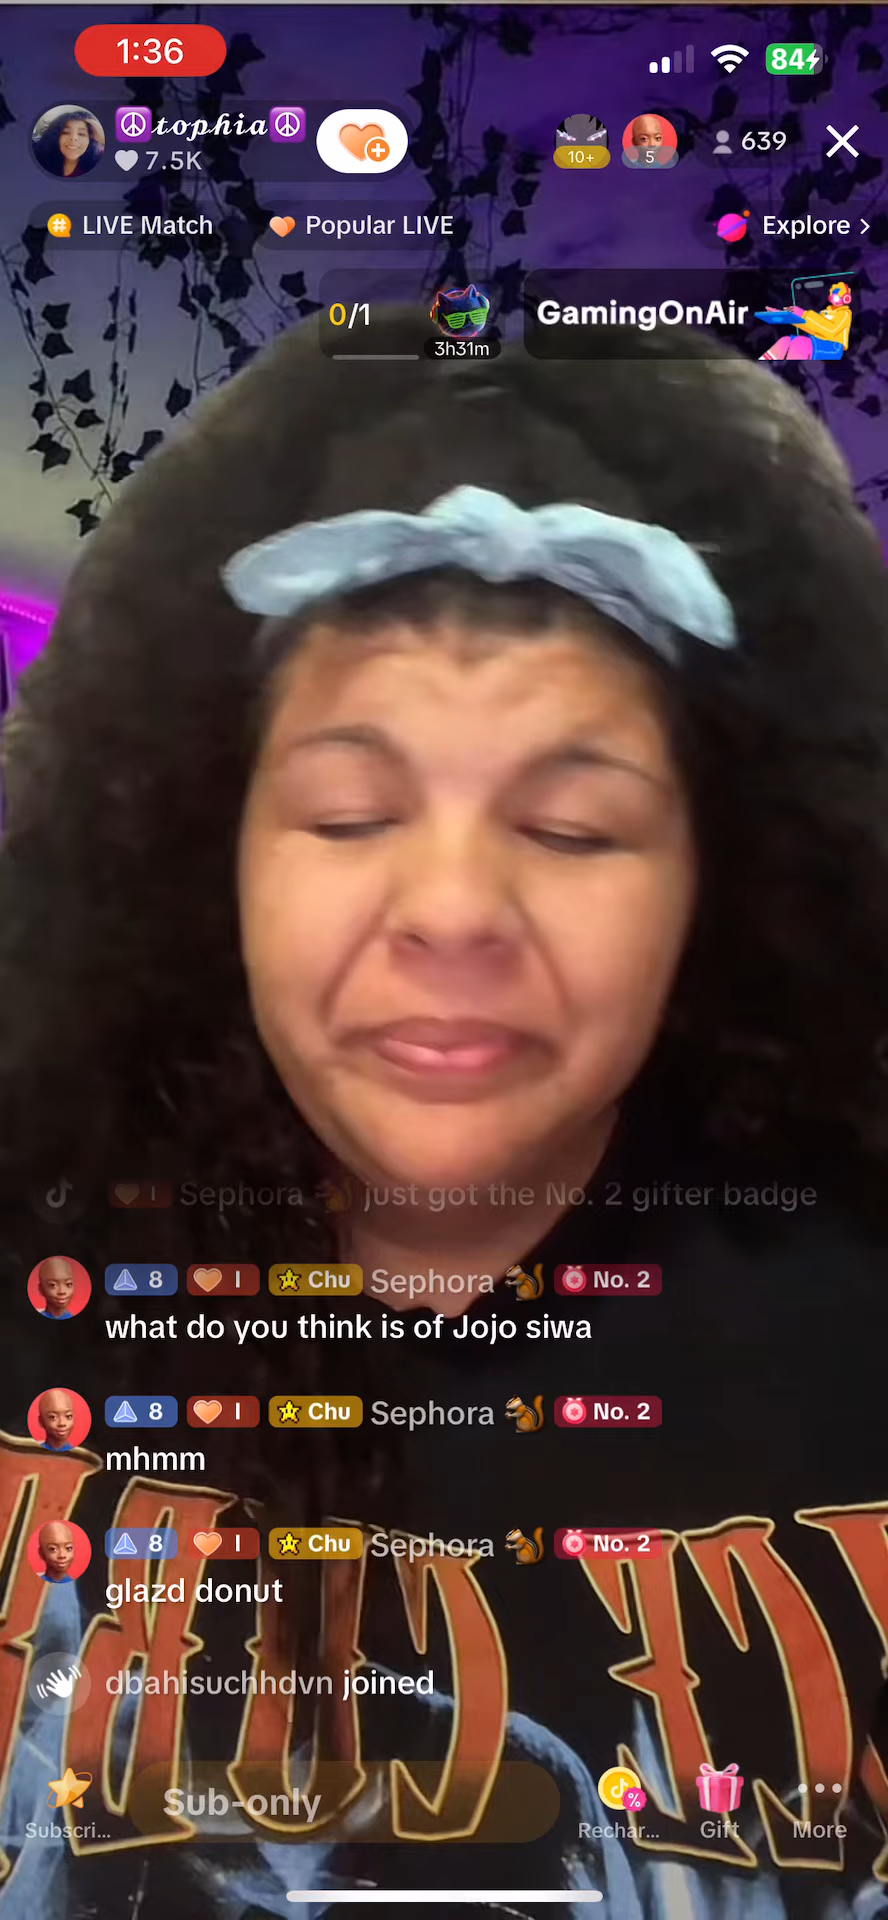 1:36
84
☮️tophia☮️
7.5K
10+
5
639
LIVE Match
Popular LIVE
Explore >
0/1
3h31m
GamingOnAir
I Sephora 🐿️ just got the No. 2 gifter badge
8 I Chu Sephora 🐿️ No. 2
what do you think is of Jojo siwa
8 I Chu Sephora 🐿️ No. 2
mhmm
8 I Chu Sephora 🐿️ No. 2
glazd donut
dbahisuchhdvn joined
Sub-only
Subscri...
Rechar...
Gift
More